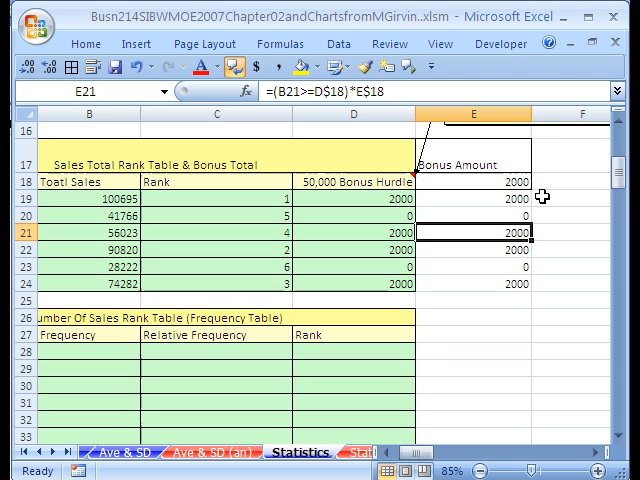 Busn214SIBWMOE2007Chapter02andChartsfromMGirvin...xlsm - Microsoft Excel
Home Insert Page Layout Formulas Data Review View Developer
E21 fx =(B21>=D$18)*E$18
B C D E F
16
17 Sales Total Rank Table & Bonus Total Bonus Amount
18 Toatl Sales Rank 50,000 Bonus Hurdle 2000
19 100695 1 2000 2000
20 41766 5 0 0
21 56023 4 2000 2000
22 90820 2 2000 2000
23 28222 6 0 0
24 74282 3 2000 2000
25
26 umber Of Sales Rank Table (Frequency Table)
27 Frequency Relative Frequency Rank
28
29
30
31
32
33
Ave & SD Ave & SD (an) Statistics Stati
Ready 85%